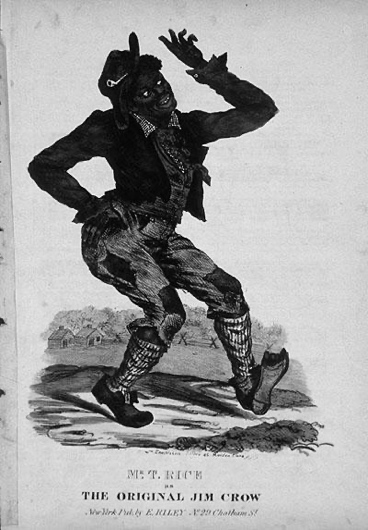 Mr. T. RICE
AS
THE ORIGINAL JIM CROW
New York Pub. by E. RILEY No. 29 Chatham St.